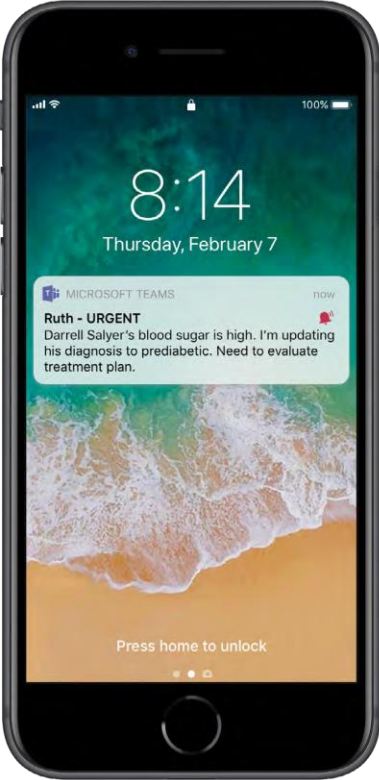 100%
8:14
Thursday, February 7
MICROSOFT TEAMS now
Ruth - URGENT
Darrell Salyer's blood sugar is high. I'm updating
his diagnosis to prediabetic. Need to evaluate
treatment plan.
Press home to unlock